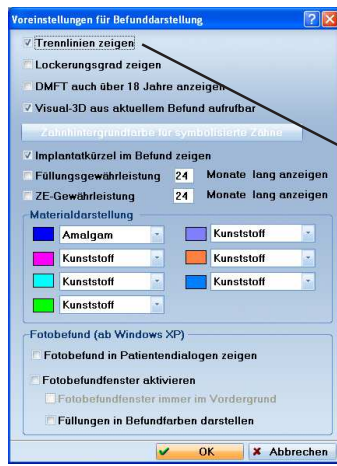 Voreinstellungen für Befunddarstellung
Trennlinien zeigen
Lockerungsgrad zeigen
DMFT auch über 18 Jahre anzeigen
Visual-3D aus aktuellem Befund aufrufbar
Zahnhintergrundfarbe für symbolisierte Zähne
Implantatkürzel im Befund zeigen
Füllungsgewährleistung 24 Monate lang anzeigen
ZE-Gewährleistung 24 Monate lang anzeigen
Materialdarstellung
Amalgam Kunststoff
Kunststoff Kunststoff
Kunststoff Kunststoff
Kunststoff
Fotobefund (ab Windows XP)
Fotobefund in Patientendialogen zeigen
Fotobefundfenster aktivieren
Fotobefundfenster immer im Vordergrund
Füllungen in Befundfarben darstellen
OK Abbrechen